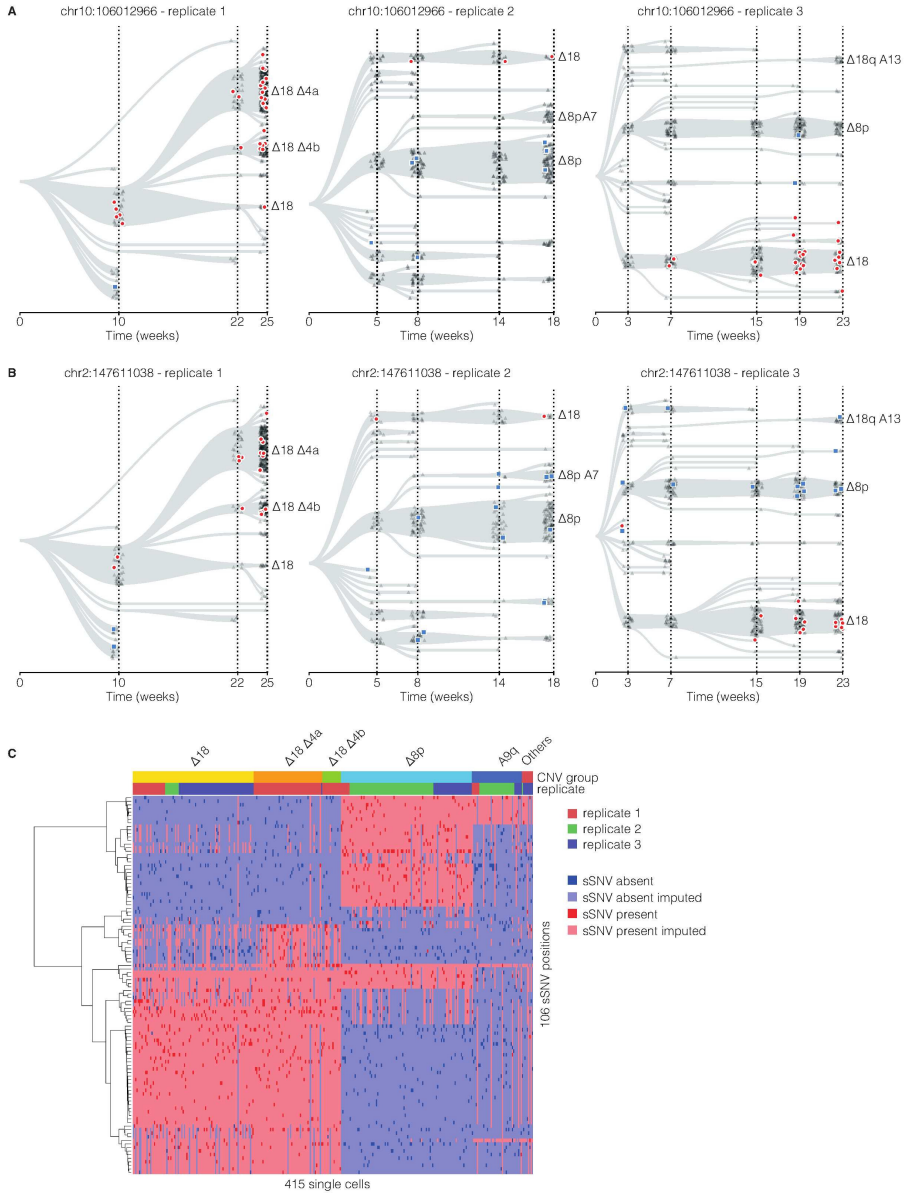 A
chr10:106012966 - replicate 1
chr10:106012966 - replicate 2
chr10:106012966 - replicate 3
Δ18 Δ4a
Δ18 Δ4b
Δ18
Δ18
Δ8pA7
Δ8p
Δ18q A13
Δ8p
Δ18
0 10 22 25
0 5 8 14 18
0 3 7 15 19 23
Time (weeks)
Time (weeks)
Time (weeks)
B
chr2:147611038 - replicate 1
chr2:147611038 - replicate 2
chr2:147611038 - replicate 3
Δ18 Δ4a
Δ18 Δ4b
Δ18
Δ18
Δ8p A7
Δ8p
Δ18q A13
Δ8p
Δ18
0 10 22 25
0 5 8 14 18
0 3 7 15 19 23
Time (weeks)
Time (weeks)
Time (weeks)
C
Δ18
Δ18 Δ4a
Δ18 Δ4b
Δ8p
A9q
Others
CNV group
replicate
replicate 1
replicate 2
replicate 3
sSNV absent
sSNV absent imputed
sSNV present
sSNV present imputed
106 sSNV positions
415 single cells